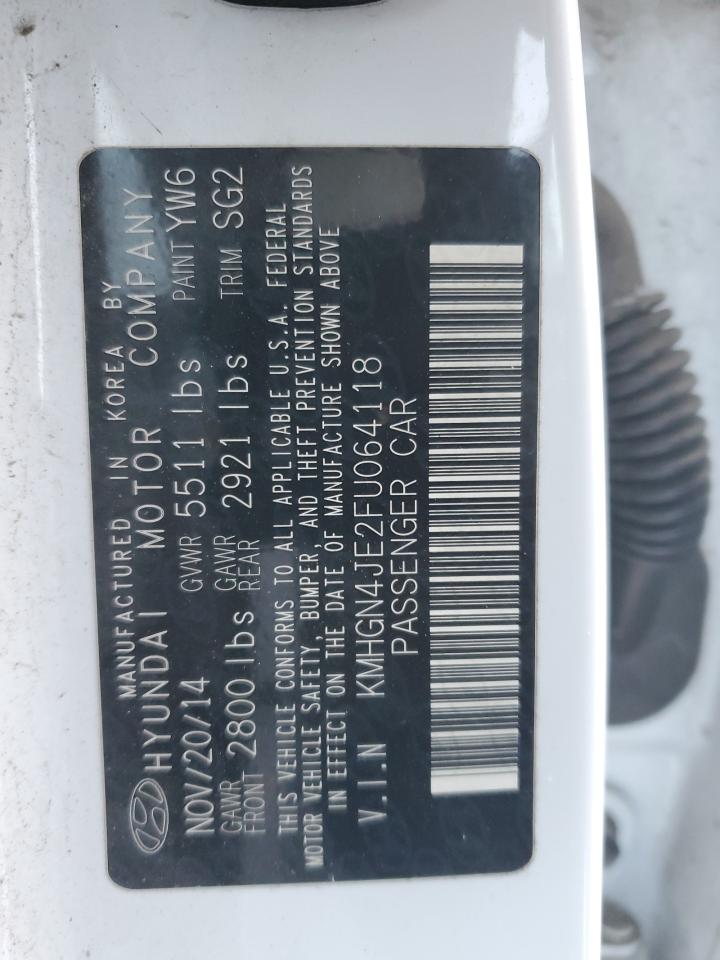 MANUFACTURED IN KOREA BY
HYUNDAI MOTOR COMPANY
NOV/20/14 GVWR 5511 lbs PAINT YW6
GAWR FRONT 2800 lbs GAWR REAR 2921 lbs TRIM SG2
THIS VEHICLE CONFORMS TO ALL APPLICABLE U.S.A. FEDERAL
MOTOR VEHICLE SAFETY, BUMPER, AND THEFT PREVENTION STANDARDS
IN EFFECT ON THE DATE OF MANUFACTURE SHOWN ABOVE
V.I.N KMHGN4JE2FU064118
PASSENGER CAR